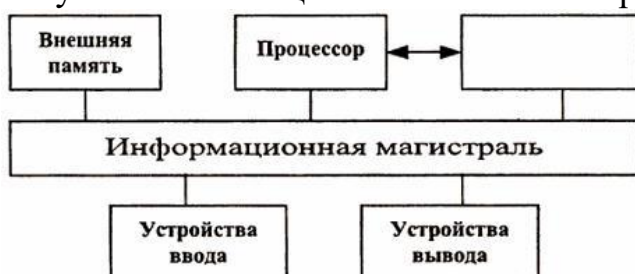 Внешняя
память
Процессор
Информационная магистраль
Устройства
ввода
Устройства
вывода